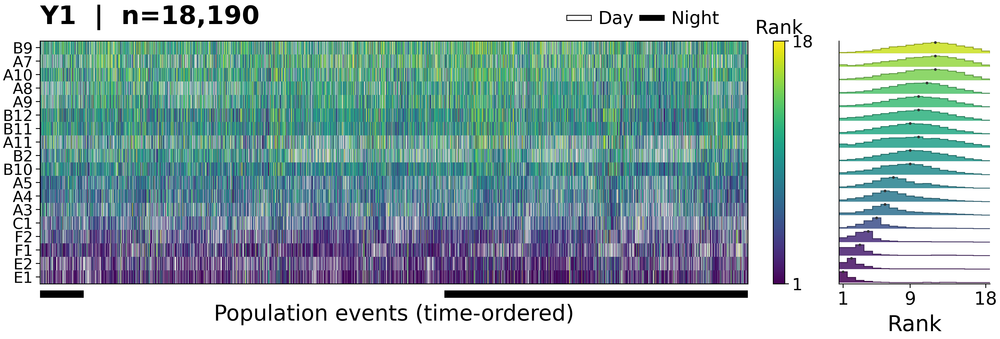 Y1 | n=18,190
Day Night
Rank
18
1
B9
A7
A10
A8
A9
B12
B11
A11
B2
B10
A5
A4
A3
C1
F2
F1
E2
E1
Population events (time-ordered)
1 9 18
Rank